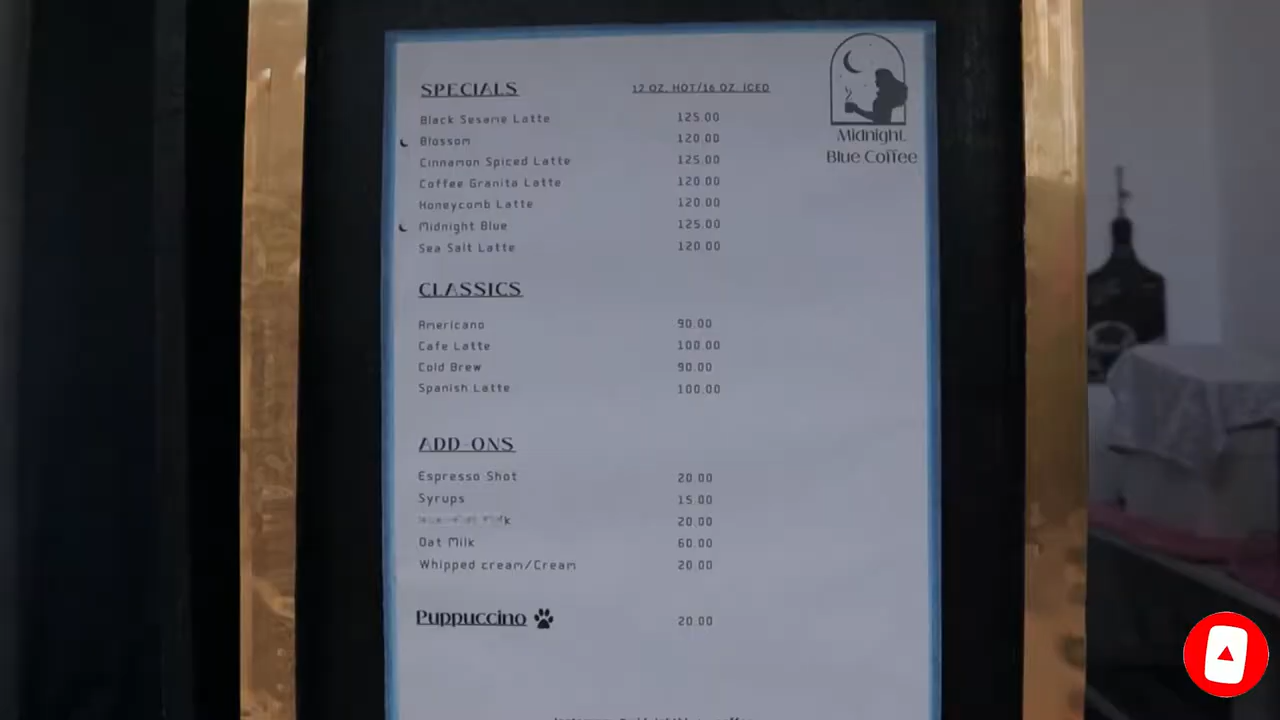 SPECIALS 12 OZ. HOT/16 OZ. ICED
Black Sesame Latte 125.00
Blossom 120.00
Cinnamon Spiced Latte 125.00
Coffee Granita Latte 120.00
Honeycomb Latte 120.00
Midnight Blue 125.00
Sea Salt Latte 120.00
Midnight
Blue Coffee
CLASSICS
Americano 90.00
Cafe Latte 100.00
Cold Brew 90.00
Spanish Latte 100.00
ADD-ONS
Espresso Shot 20.00
Syrups 15.00
20.00
Oat Milk 60.00
Whipped cream/Cream 20.00
Puppuccino 20.00